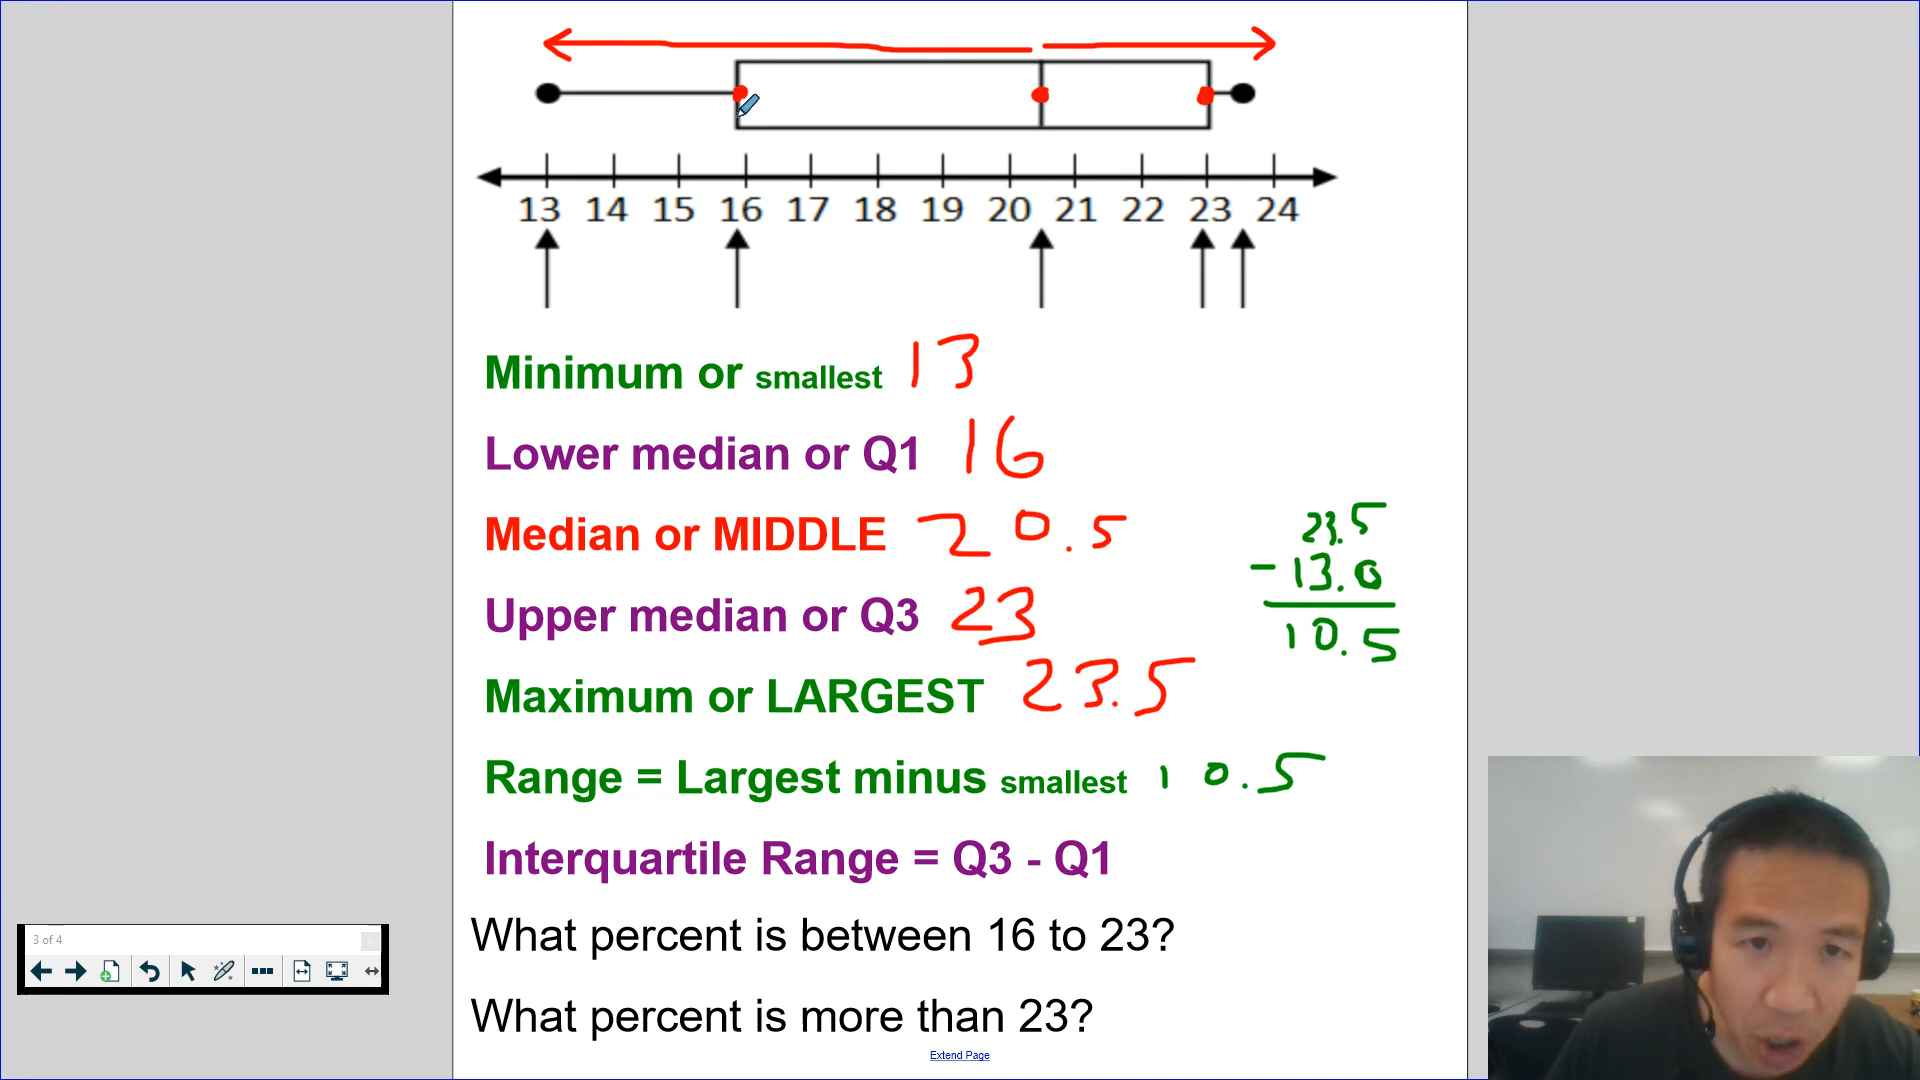 13 14 15 16 17 18 19 20 21 22 23 24
Minimum or smallest 13
Lower median or Q1 16
Median or MIDDLE 20.5
23.5
- 13.0
10.5
Upper median or Q3 23
Maximum or LARGEST 23.5
Range = Largest minus smallest 10.5
Interquartile Range = Q3 - Q1
What percent is between 16 to 23?
What percent is more than 23?
Extend Page
3 of 4